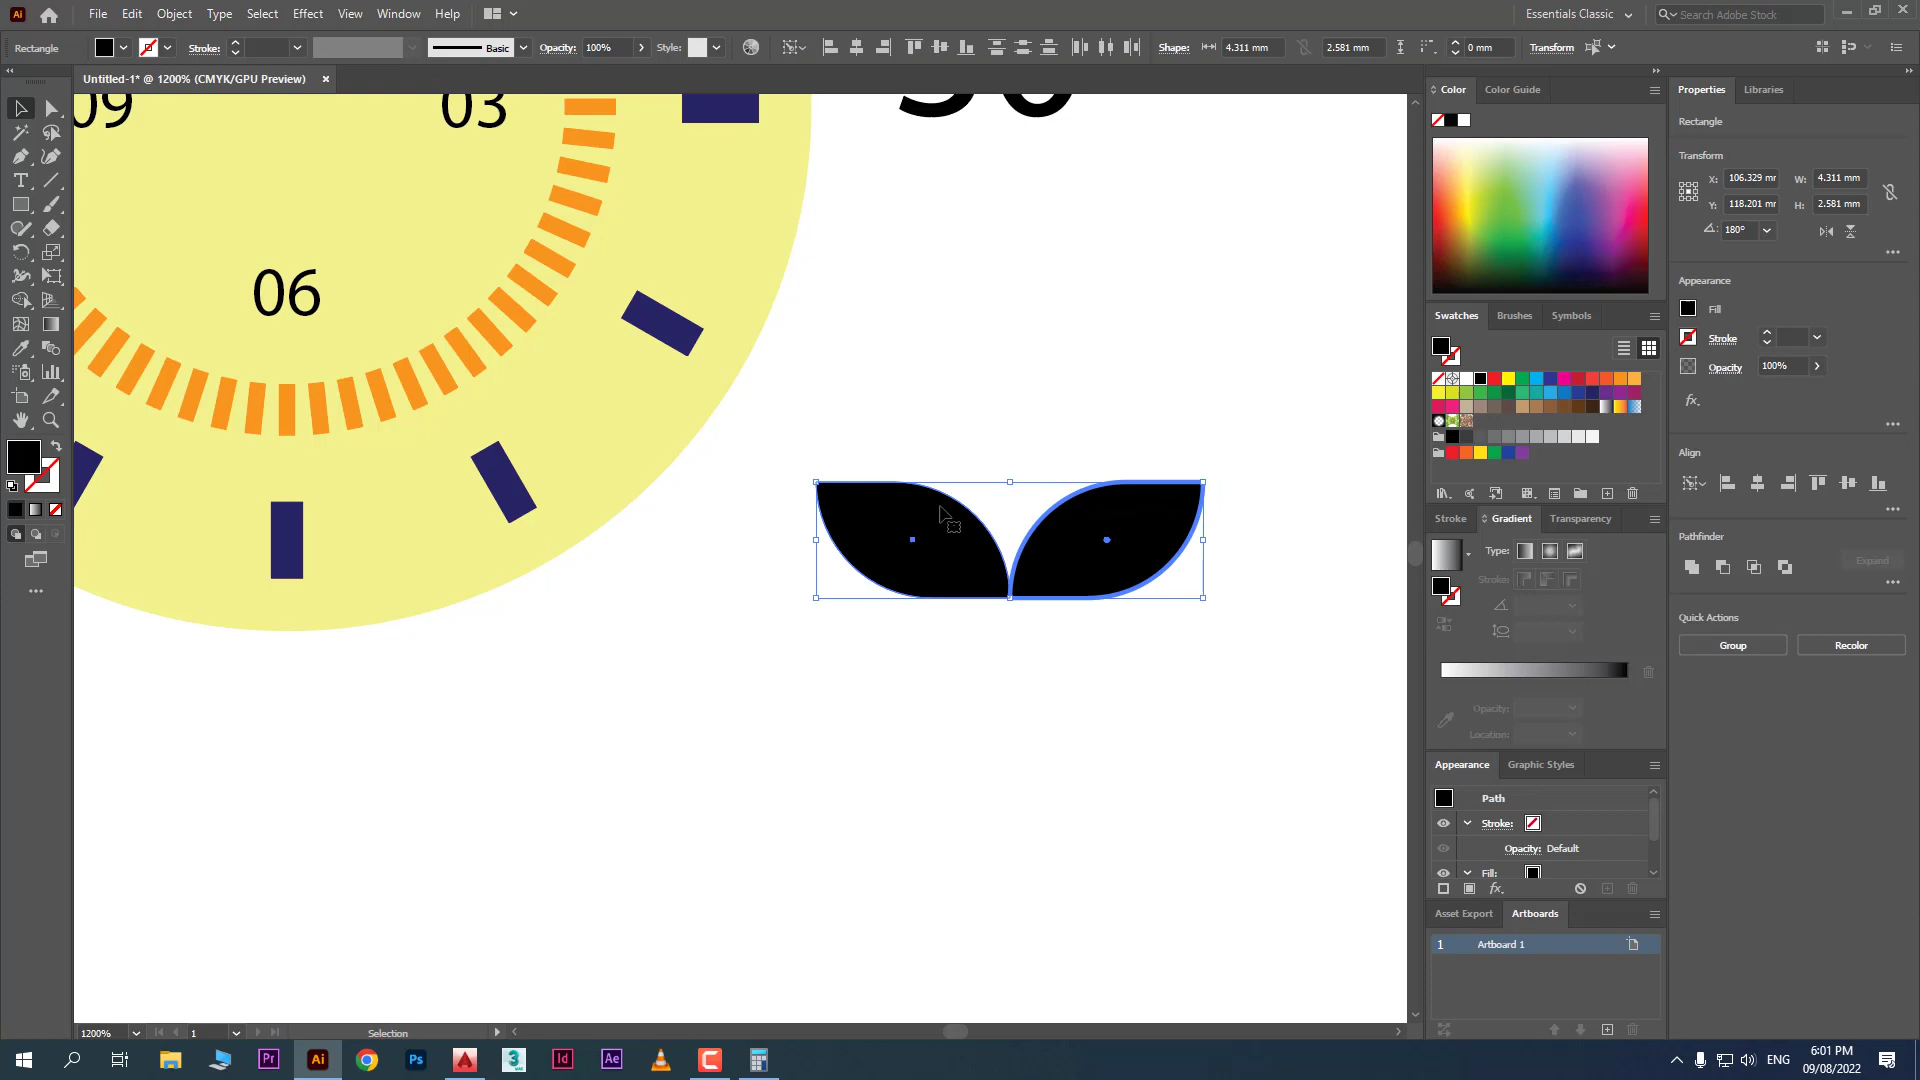 File Edit Object Type Select Effect View Window Help
Essentials Classic
Search Adobe Stock
Rectangle
Stroke:
Basic
Opacity: 100%
Style:
Shape: 4.311 mm 2.581 mm 0 mm Transform
Untitled-1* @ 1200% (CMYK/GPU Preview) ×
09
03
06
Color Color Guide
Swatches Brushes Symbols
Stroke Gradient Transparency
Type:
Stroke:
Opacity:
Location:
Appearance Graphic Styles
Path
Stroke:
Opacity: Default
Fill:
Asset Export Artboards
1 Artboard 1
Properties Libraries
Rectangle
Transform
X: 106.329 mr W: 4.311 mm
Y: 118.201 mr H: 2.581 mm
180°
Appearance
Fill
Stroke
Opacity 100%
fx.
Align
Pathfinder
Expand
Quick Actions
Group Recolor
1200% 1 Selection
ENG
6:01 PM
09/08/2022